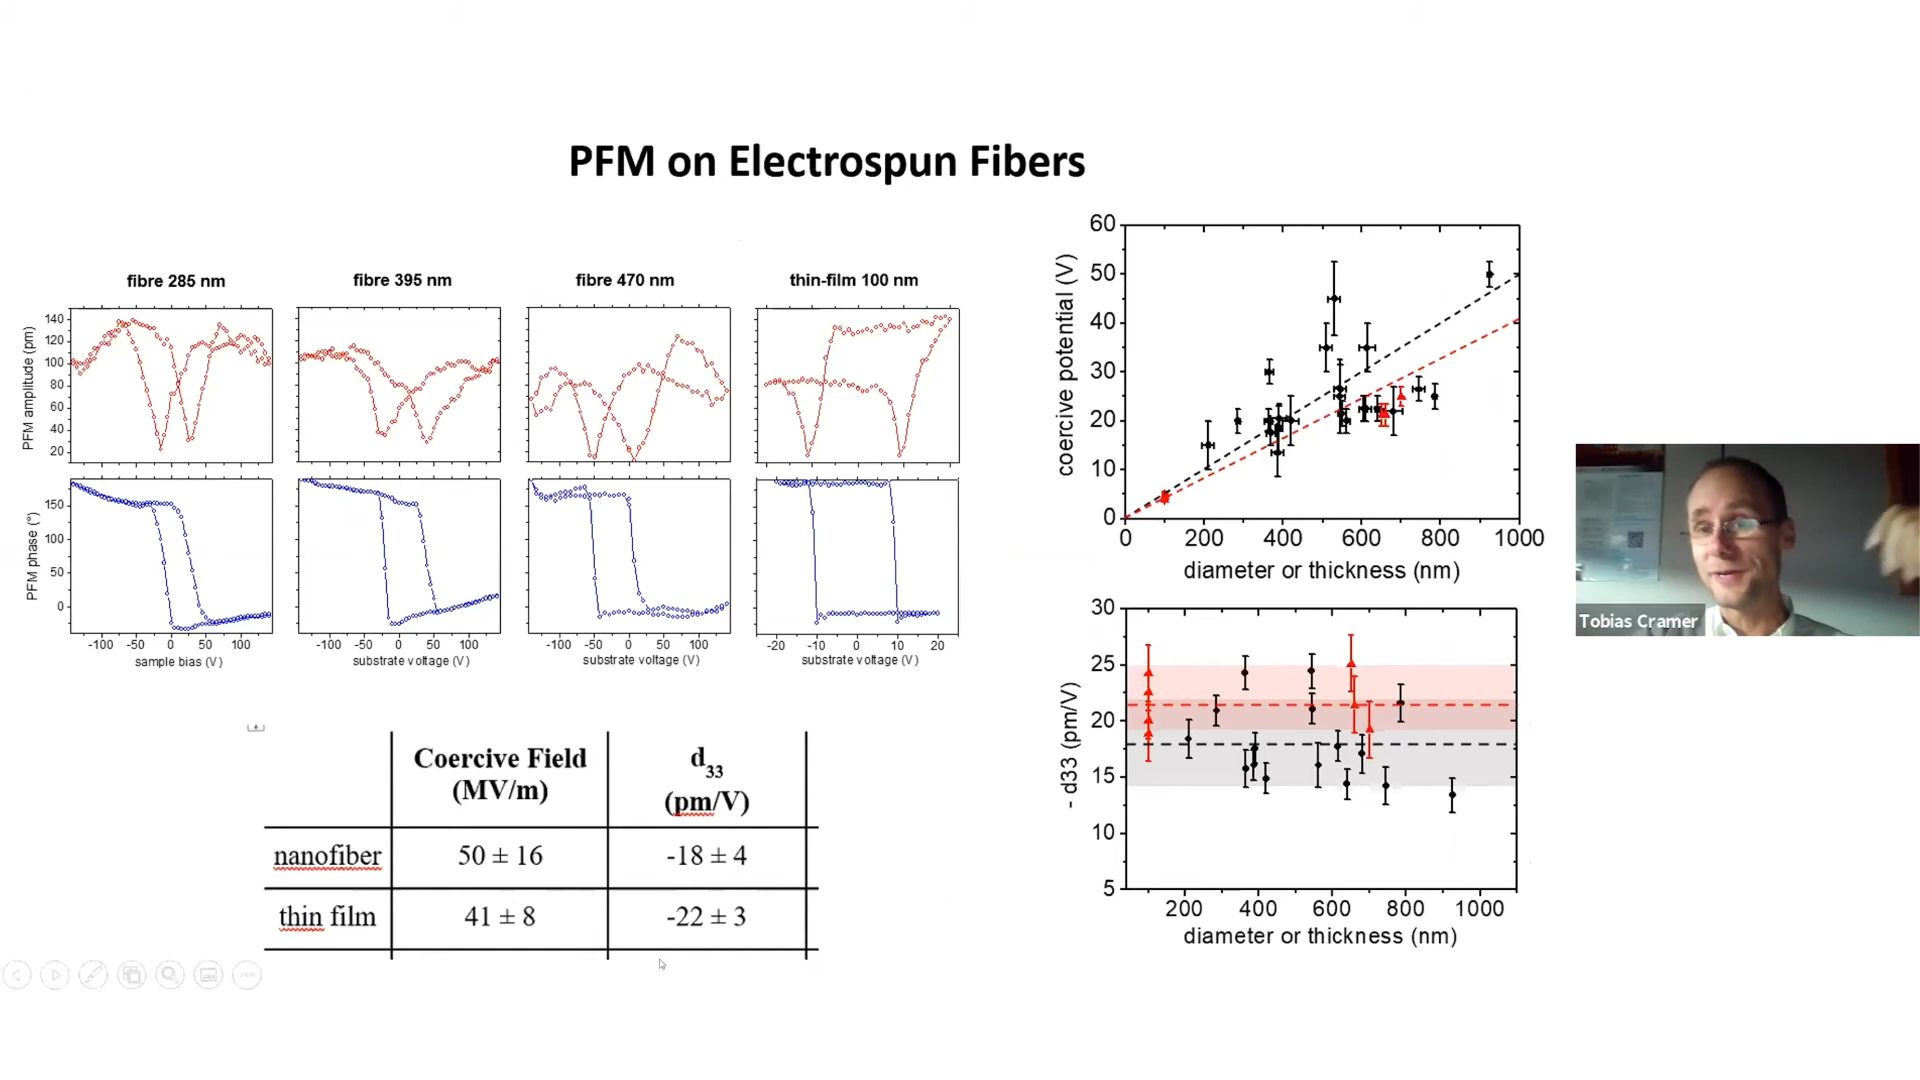 PFM on Electrospun Fibers
fibre 285 nm
fibre 395 nm
fibre 470 nm
thin-film 100 nm
PFM amplitude (pm)
140
120
100
80
60
40
20
PFM phase (°)
150
100
50
0
-100 -50 0 50 100
sample bias (V)
-100 -50 0 50 100
substrate voltage (V)
-100 -50 0 50 100
substrate voltage (V)
-20 -10 0 10 20
substrate voltage (V)
Coercive Field (MV/m)
d33 (pm/V)
nanofiber 50 ± 16 -18 ± 4
thin film 41 ± 8 -22 ± 3
coercive potential (V)
60
50
40
30
20
10
0
0 200 400 600 800 1000
diameter or thickness (nm)
- d33 (pm/V)
30
25
20
15
10
5
200 400 600 800 1000
diameter or thickness (nm)
Tobias Cramer